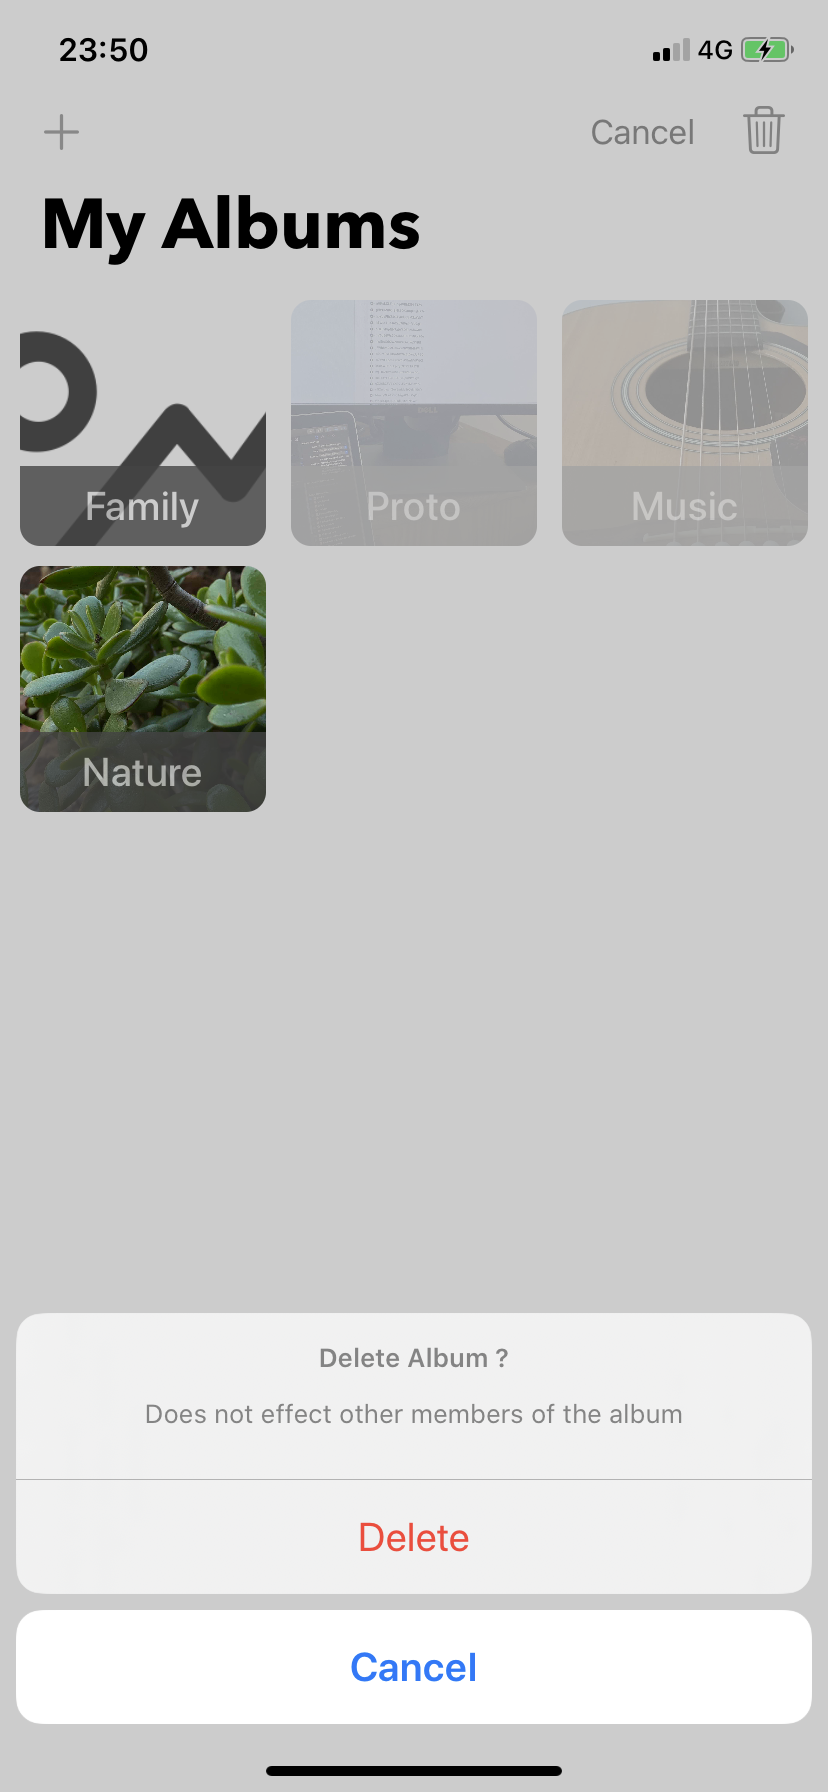 23:50
4G
Cancel
My Albums
Family
Proto
Music
Nature
Delete Album ?
Does not effect other members of the album
Delete
Cancel